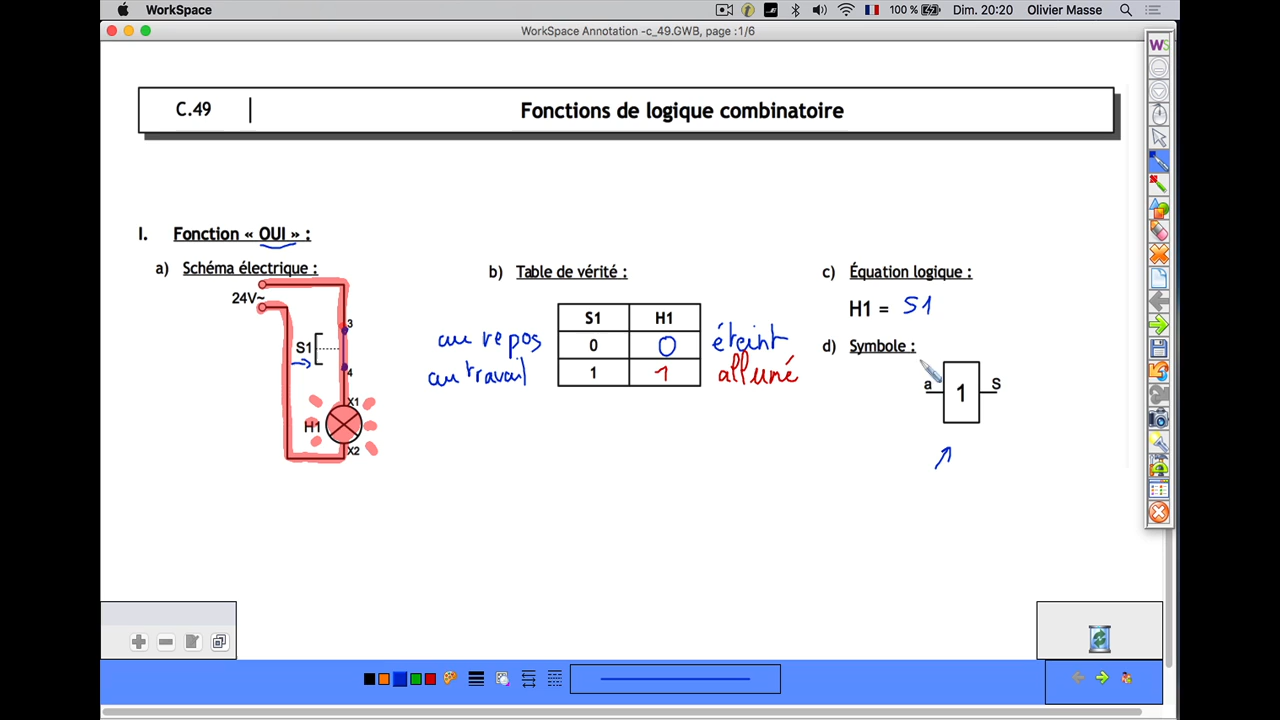 WorkSpace
100 %
Dim. 20:20
Olivier Masse
WorkSpace Annotation -c_49.GWB, page :1/6
WS
C.49
Fonctions de logique combinatoire
I. Fonction « OUI » :
a) Schéma électrique :
24V~
3
S1
4
X1
H1
X2
b) Table de vérité :
S1 H1
au repos 0 0 éteint
au travail 1 1 allumé
c) Équation logique :
H1 = S1
d) Symbole :
a 1 S